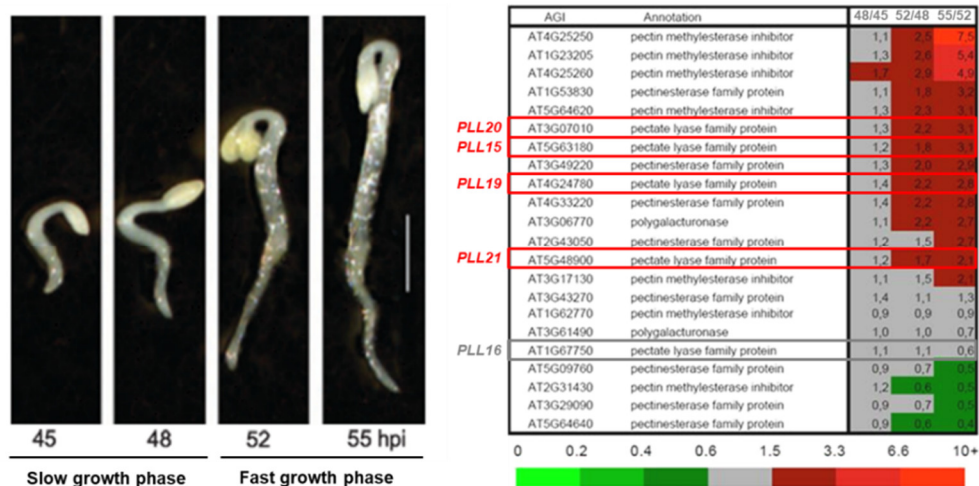 45 48 52 55 hpi
Slow growth phase Fast growth phase
AGI Annotation 48/45 52/48 55/52
AT4G25250 pectin methylesterase inhibitor 1,1 2,5 7,5
AT1G23205 pectin methylesterase inhibitor 1,3 2,6 5,4
AT4G25260 pectin methylesterase inhibitor 1,7 2,9 4,9
AT1G53830 pectinesterase family protein 1,1 1,8 3,2
AT5G64620 pectin methylesterase inhibitor 1,3 2,3 3,1
PLL20 AT3G07010 pectate lyase family protein 1,3 2,2 3,1
PLL15 AT5G63180 pectate lyase family protein 1,2 1,8 3,1
AT3G49220 pectinesterase family protein 1,3 2,0 2,9
PLL19 AT4G24780 pectate lyase family protein 1,4 2,2 2,8
AT4G33220 pectinesterase family protein 1,4 2,2 2,8
AT3G06770 polygalacturonase 1,1 2,2 2,7
AT2G43050 pectinesterase family protein 1,2 1,5 2,7
PLL21 AT5G48900 pectate lyase family protein 1,2 1,7 2,1
AT3G17130 pectin methylesterase inhibitor 1,1 1,5 2,1
AT3G43270 pectinesterase family protein 1,4 1,1 1,3
AT1G62770 pectin methylesterase inhibitor 0,9 0,9 0,9
AT3G61490 polygalacturonase 1,0 1,0 0,7
PLL16 AT1G67750 pectate lyase family protein 1,1 1,1 0,6
AT5G09760 pectinesterase family protein 0,9 0,7 0,5
AT2G31430 pectin methylesterase inhibitor 1,2 0,6 0,5
AT3G29090 pectinesterase family protein 0,9 0,7 0,5
AT5G64640 pectinesterase family protein 0,9 0,6 0,4
0 0.2 0.4 0.6 1.5 3.3 6.6 10+